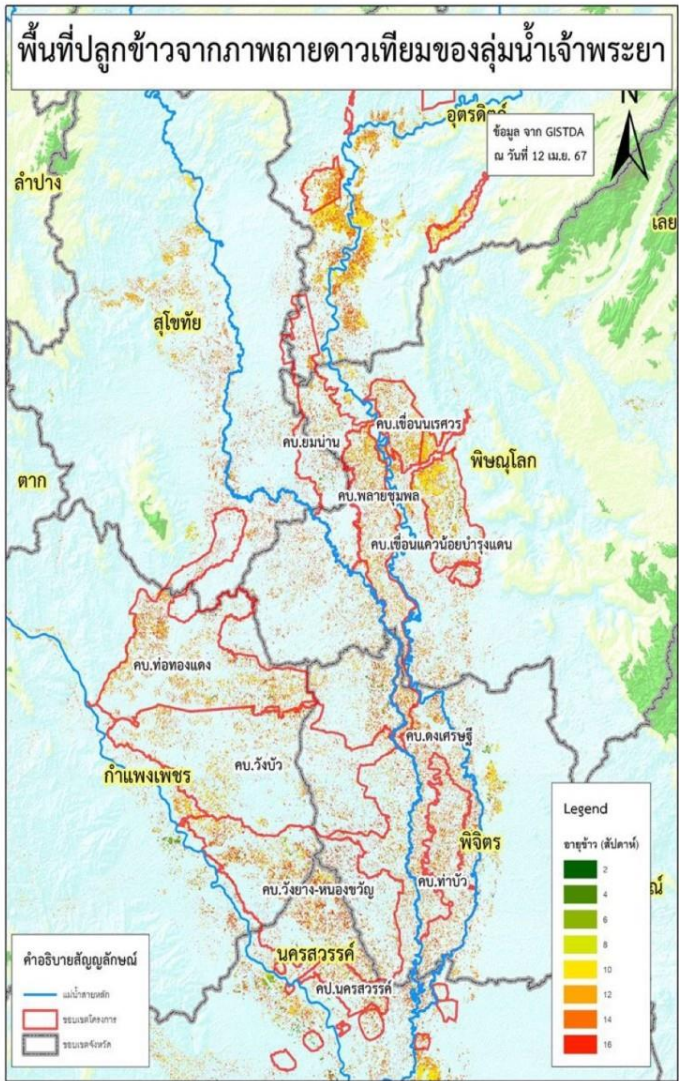 พื้นที่ปลูกข้าวจากภาพถายดาวเทียมของลุ่มน้ำเจ้าพระยา
N
อุตรดิตถ์
ข้อมูล จาก GISTDA
ณ วันที่ 12 เม.ย. 67
ลำปาง
เลย
สุโขทัย
คบ.เขื่อนนเรศวร
คบ.ยมน่าน
พิษณุโลก
ตาก
คบ.พลายชุมพล
คบ.เขื่อนแควน้อยบำรุงแดน
คบ.ท่อทองแดง
คบ.ดงเศรษฐี
คบ.วังบัว
กำแพงเพชร
พิจิตร
คบ.ท่าบัว
คบ.วังยาง-หนองขวัญ
นครสวรรค์
คป.นครสวรรค์
Legend
อายุข้าว (สัปดาห์)
2
4
6
8
10
12
14
16
ณ์
คำอธิบายสัญญลักษณ์
แม่น้ำสายหลัก
ขอบเขตโครงการ
ขอบเขตจังหวัด